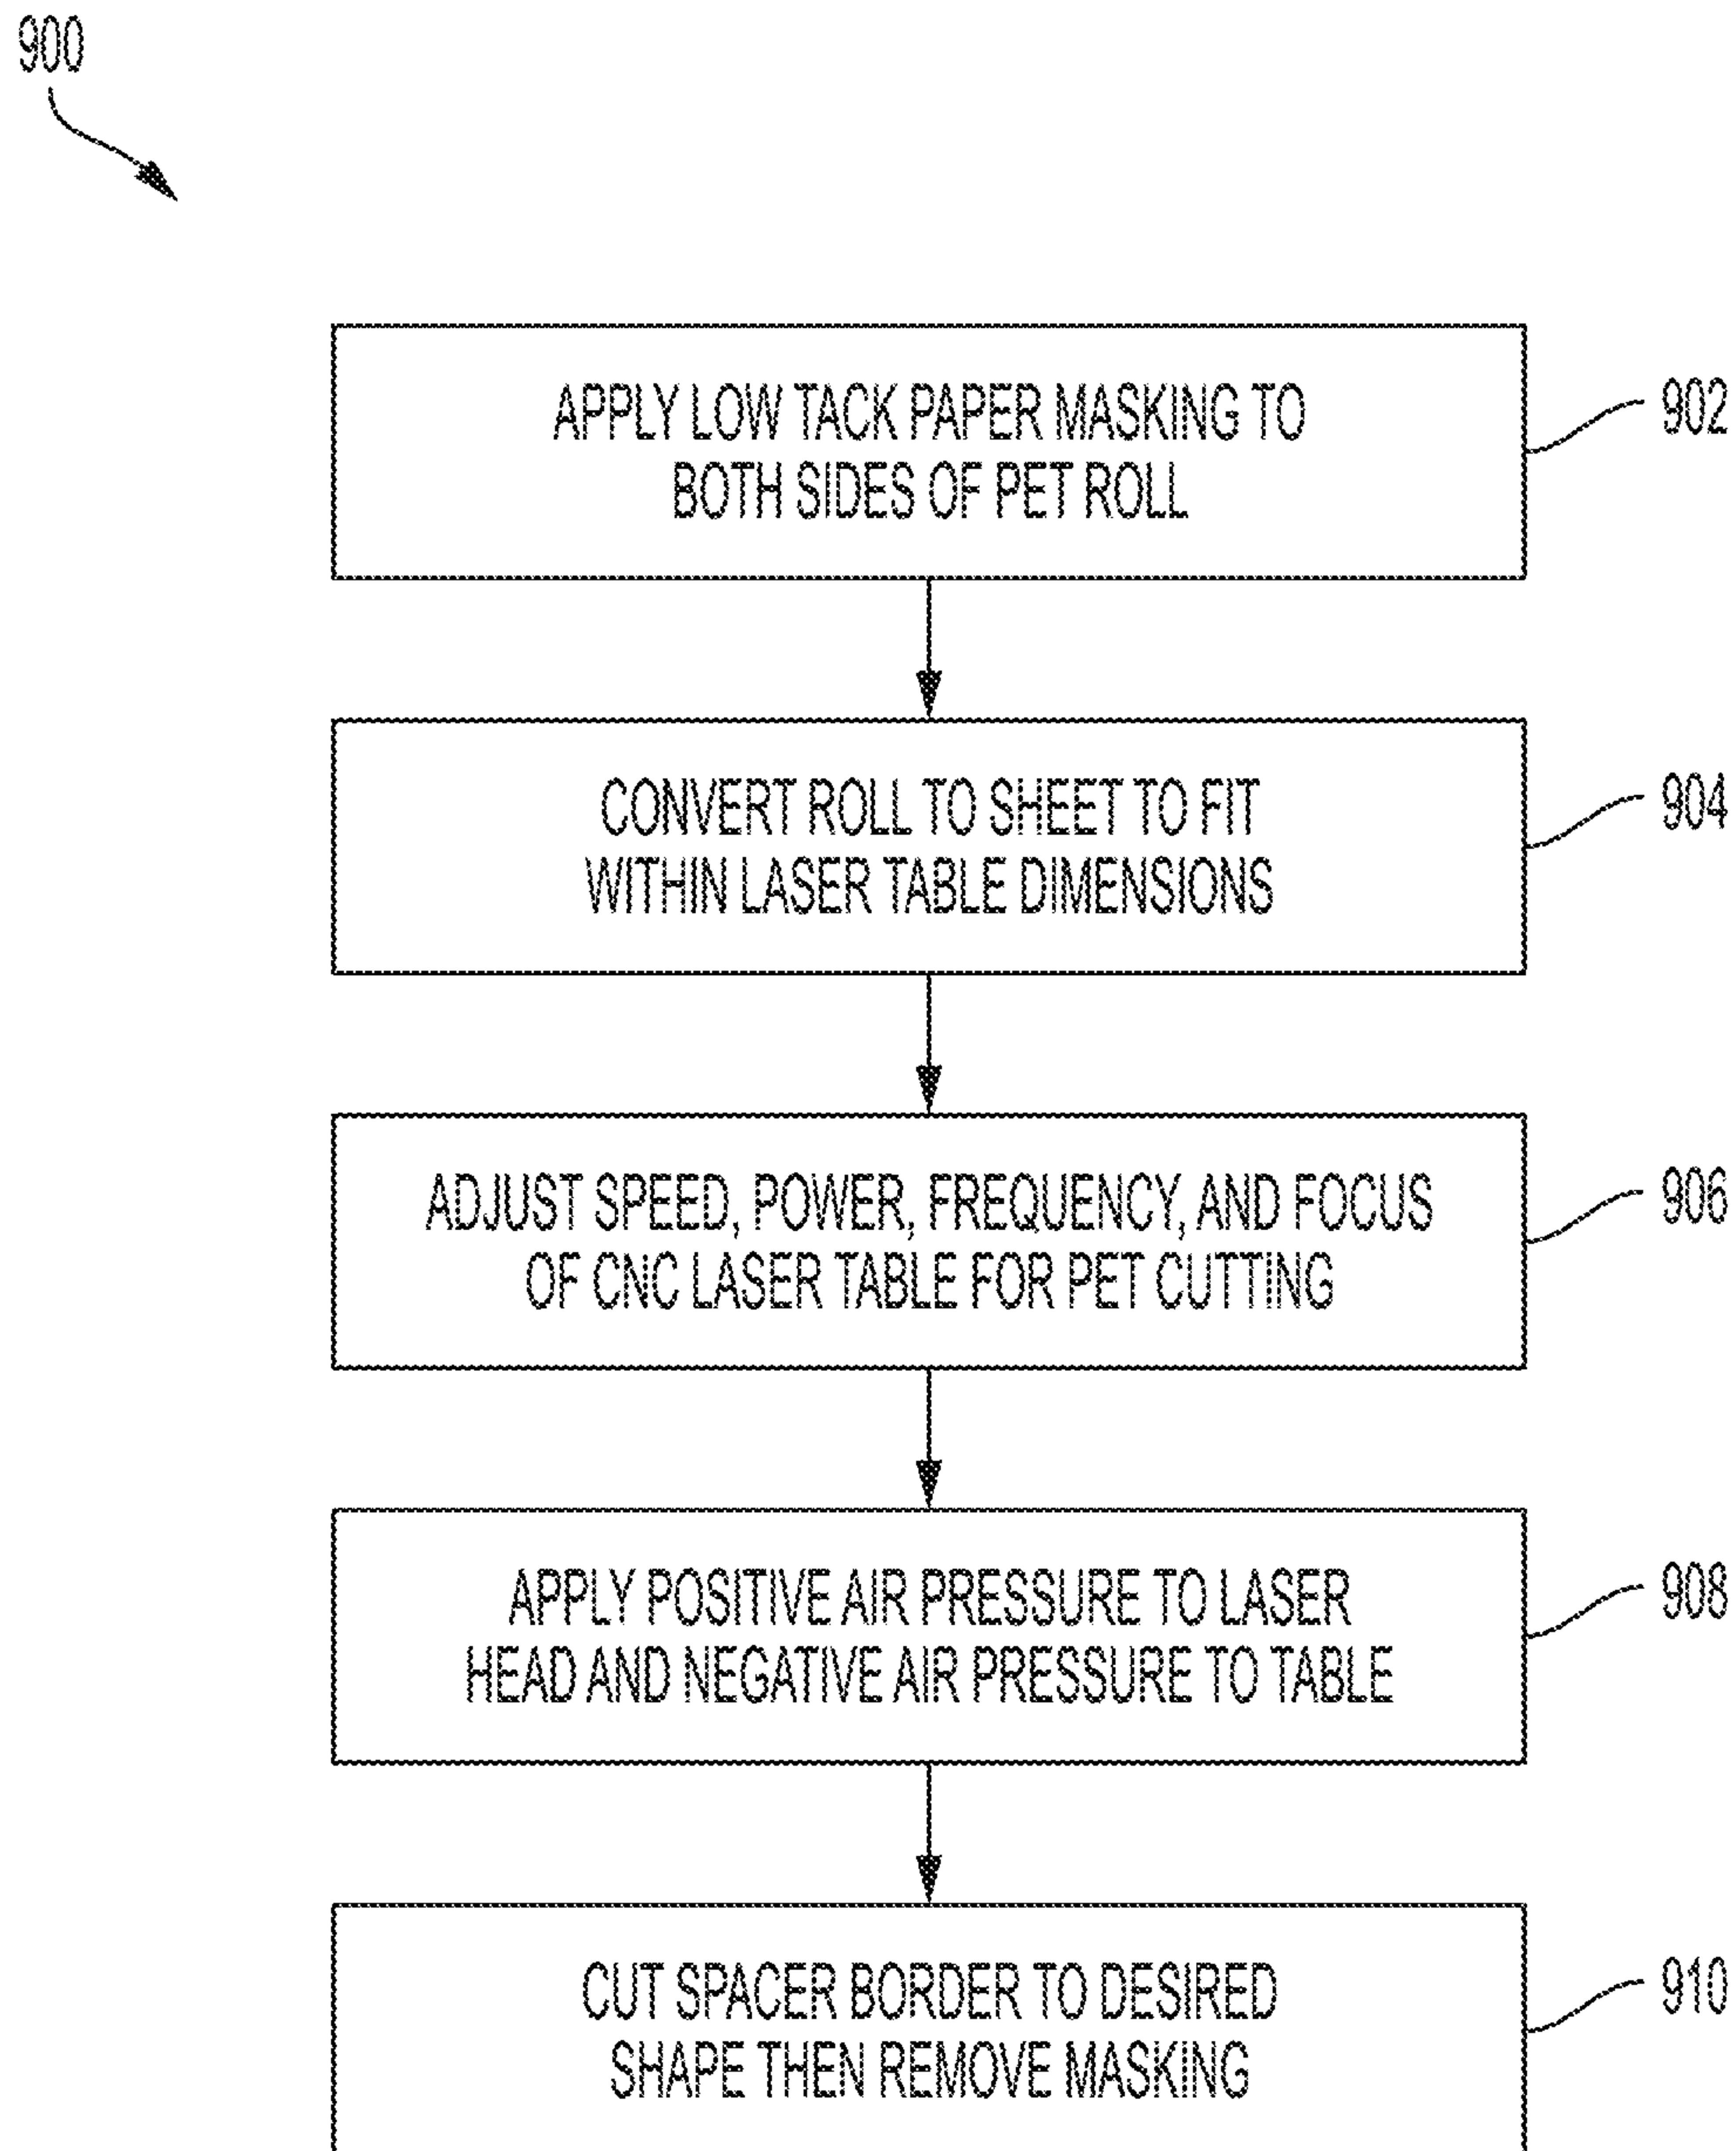 900
APPLY LOW TACK PAPER MASKING TO
BOTH SIDES OF PET ROLL
902
CONVERT ROLL TO SHEET TO FIT
WITHIN LASER TABLE DIMENSIONS
904
ADJUST SPEED, POWER, FREQUENCY, AND FOCUS
OF CNC LASER TABLE FOR PET CUTTING
906
APPLY POSITIVE AIR PRESSURE TO LASER
HEAD AND NEGATIVE AIR PRESSURE TO TABLE
908
CUT SPACER BORDER TO DESIRED
SHAPE THEN REMOVE MASKING
910